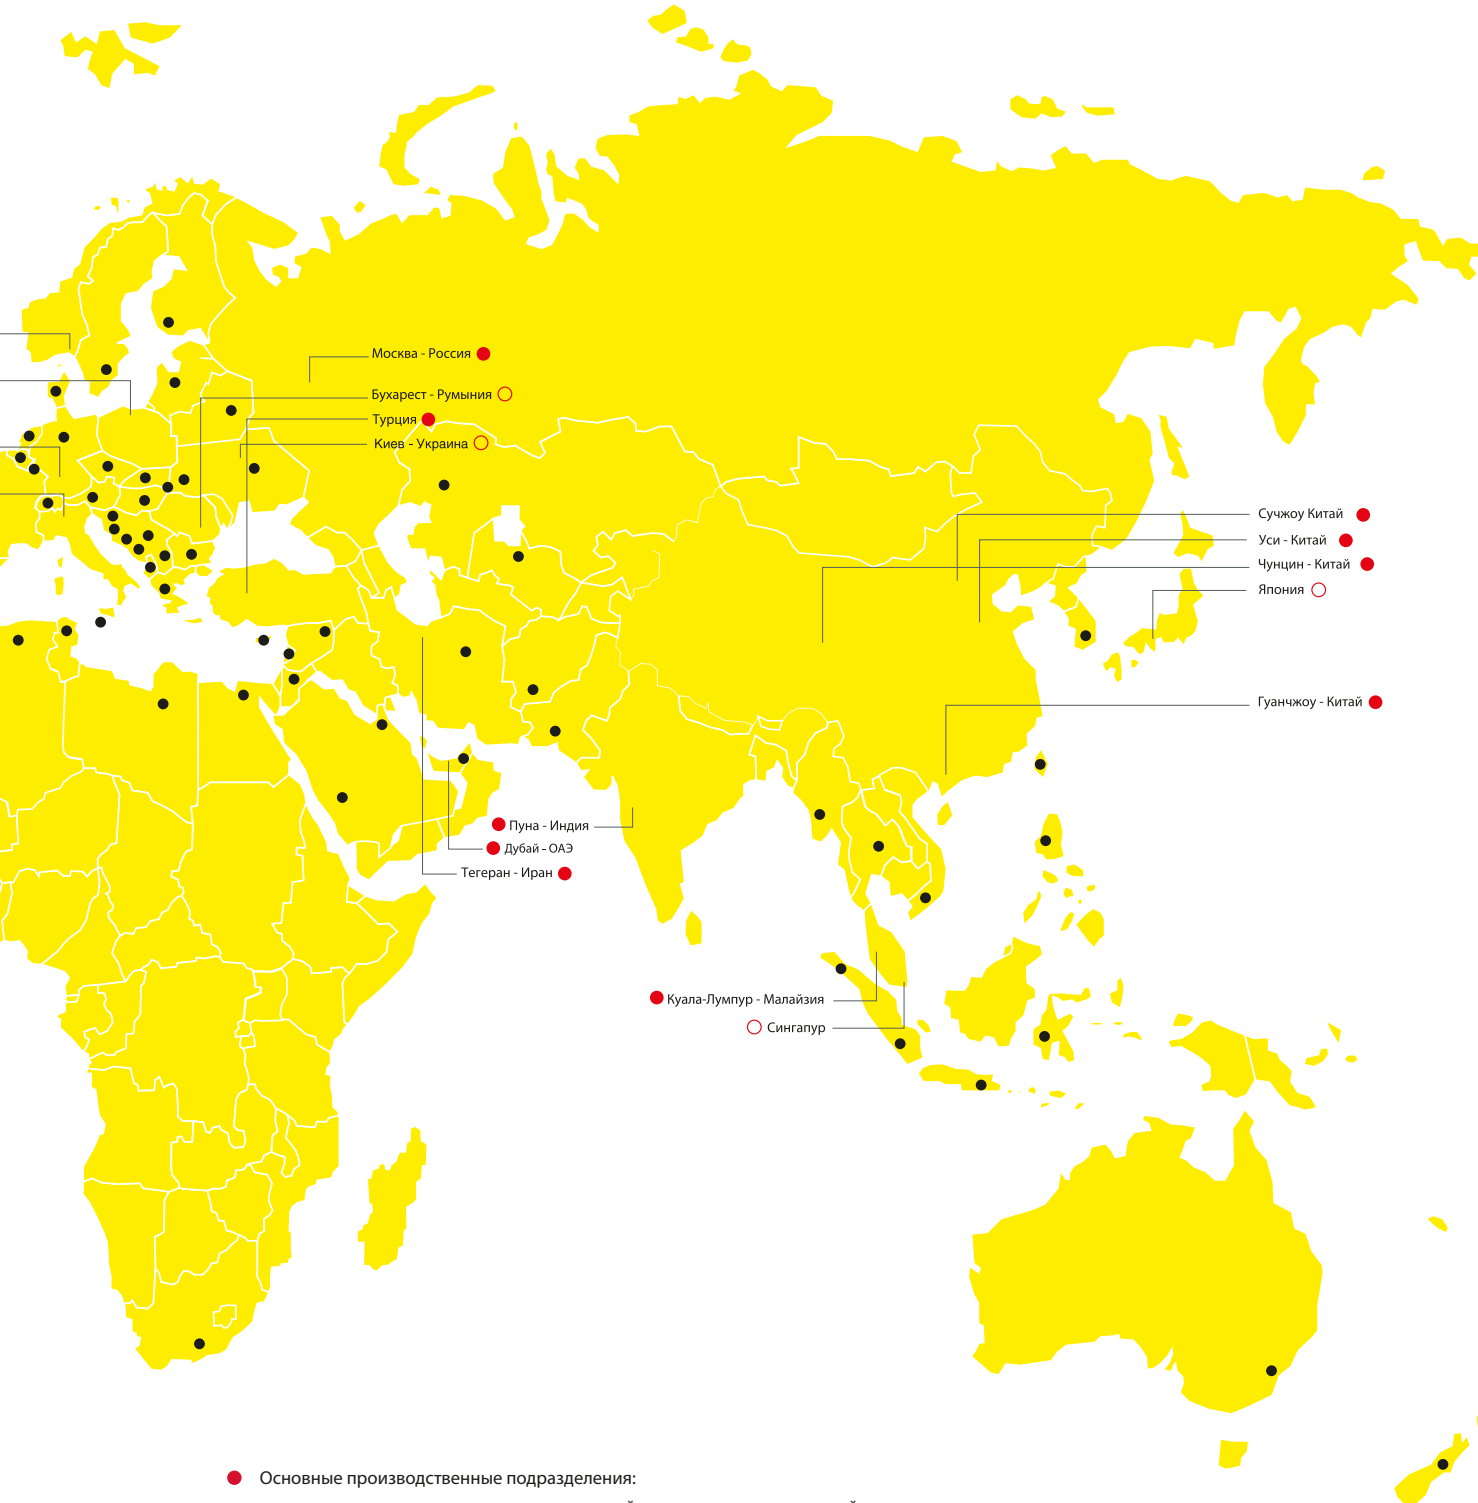 Москва - Россия
Бухарест - Румыния
Турция
Киев - Украина
Сучжоу Китай
Уси - Китай
Чунцин - Китай
Япония
Гуанчжоу - Китай
Пуна - Индия
Дубай - ОАЭ
Тегеран - Иран
Куала-Лумпур - Малайзия
Сингапур
Основные производственные подразделения: